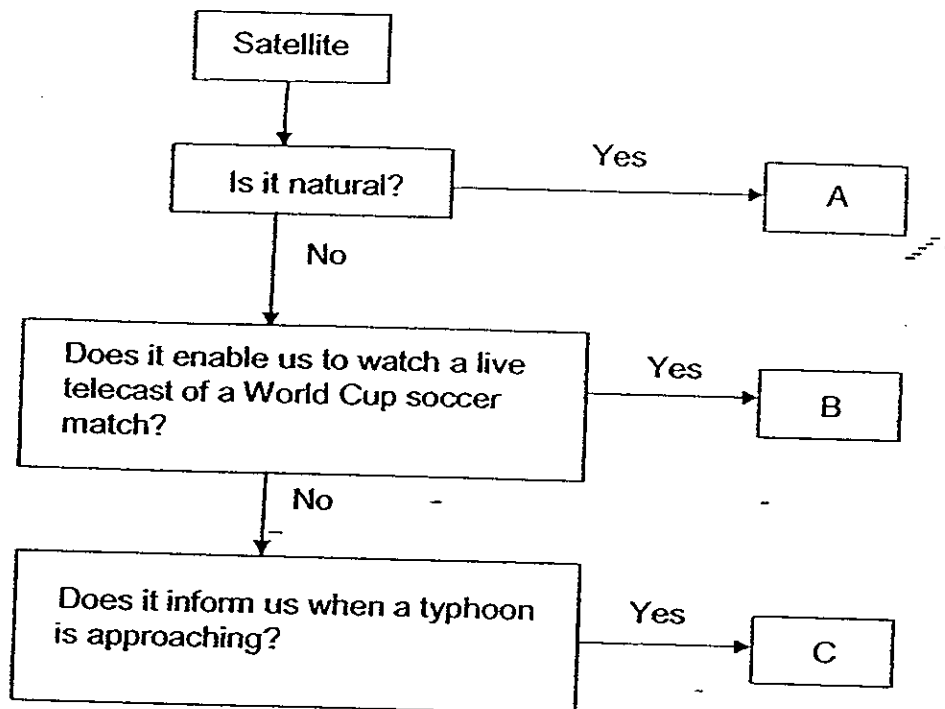 Satellite
Is it natural?
Yes
A
No
Does it enable us to watch a live
telecast of a World Cup soccer
match?
Yes
B
No
Does it inform us when a typhoon
is approaching?
Yes
C